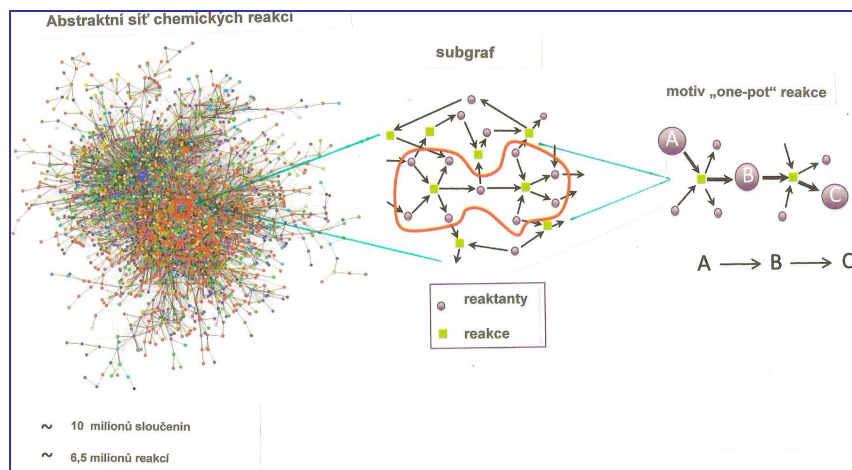 Abstraktní síť chemických reakcí
subgraf
motiv „one-pot" reakce
A
B
C
A → B → C
reaktanty
reakce
~ 10 milionů sloučenin
~ 6,5 milionů reakcí